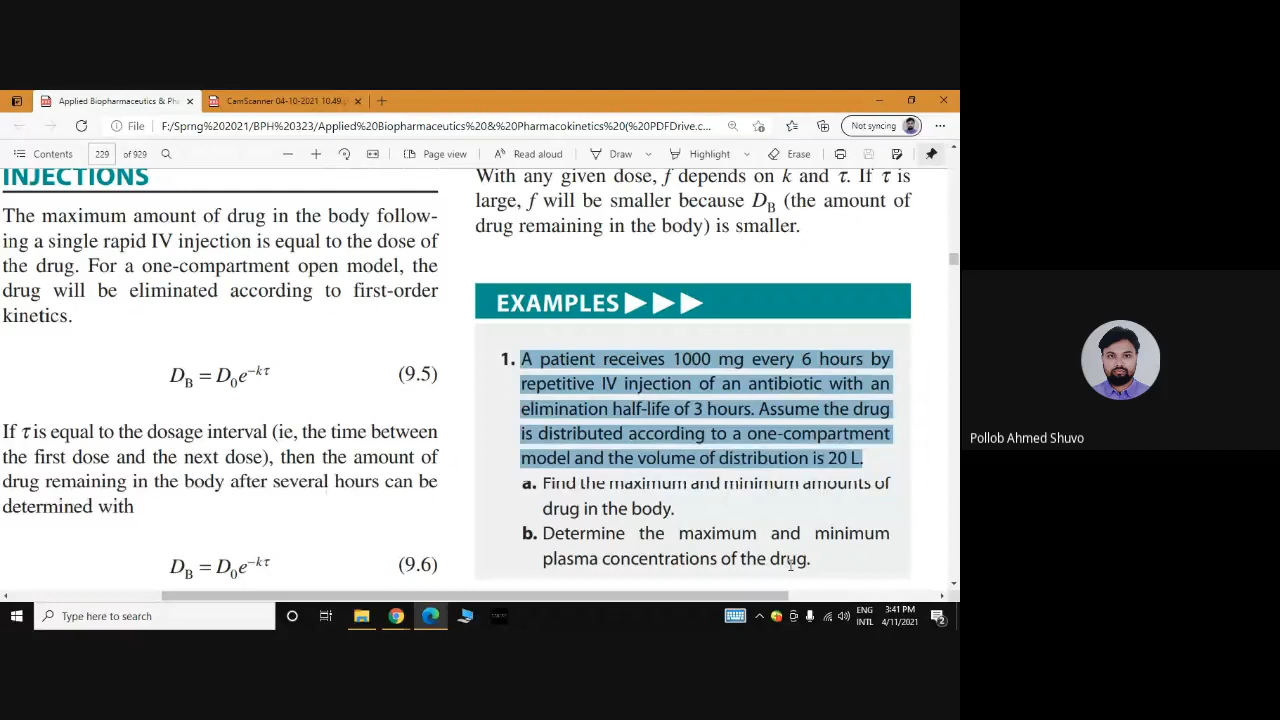 Applied Biopharmaceutics & Ph
CamScanner 04-10-2021 10.49.
File
F:/Sprng%202021/BPH%20323/Applied%20Biopharmaceutics%20&%20Pharmacokinetics%20(%20PDFDrive.c...
Not syncing
Contents
229 of 929
Page view
Read aloud
Draw
Highlight
Erase
INJECTIONS
The maximum amount of drug in the body follow-
ing a single rapid IV injection is equal to the dose of
the drug. For a one-compartment open model, the
drug will be eliminated according to first-order
kinetics.
D_B = D_0e^{−kτ} (9.5)
If τ is equal to the dosage interval (ie, the time between
the first dose and the next dose), then the amount of
drug remaining in the body after several hours can be
determined with
D_B = D_0e^{−kτ} (9.6)
With any given dose, f depends on k and τ. If τ is
large, f will be smaller because D_B (the amount of
drug remaining in the body) is smaller.
EXAMPLES
1. A patient receives 1000 mg every 6 hours by
repetitive IV injection of an antibiotic with an
elimination half-life of 3 hours. Assume the drug
is distributed according to a one-compartment
model and the volume of distribution is 20 L.
a. Find the maximum and minimum amounts of
drug in the body.
b. Determine the maximum and minimum
plasma concentrations of the drug.
Pollob Ahmed Shuvo
Type here to search
ENG
INTL
3:41 PM
4/11/2021
2